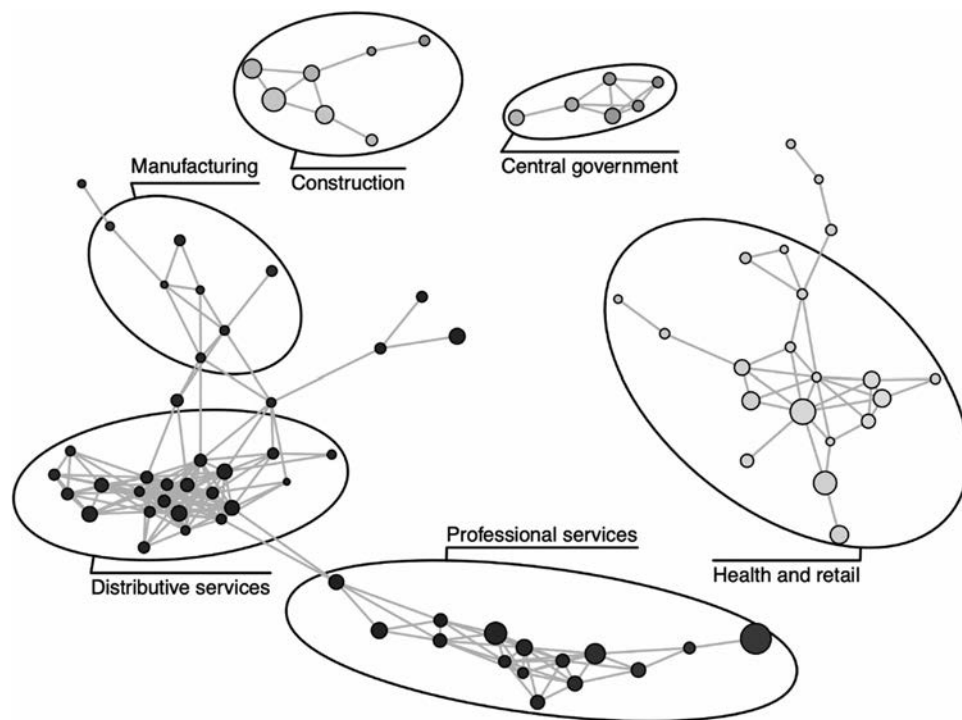 Manufacturing
Construction
Central government
Professional services
Distributive services
Health and retail